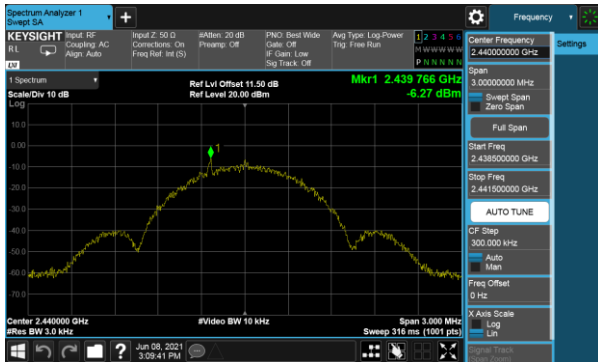 Spectrum Analyzer 1
Swept SA
Frequency
KEYSIGHT
Input: RF
Input Z: 50 Ω
#Atten: 20 dB
PNO: Best Wide
Avg Type: Log-Power
1 2 3 4 5 6
RL
Coupling: AC
Corrections: On
Preamp: Off
Gate: Off
Trig: Free Run
M W W W W W
Align: Auto
Freq Ref: Int (S)
IF Gain: Low
Sig Track: Off
P N N N N N
LXI
1 Spectrum
Scale/Div 10 dB
Ref Lvl Offset 11.50 dB
Ref Level 20.00 dBm
Mkr1 2.439 766 GHz
-6.27 dBm
Log
10.0
0.00
-10.0
-20.0
-30.0
-40.0
-50.0
-60.0
-70.0
1
Center 2.440000 GHz
#Video BW 10 kHz
Span 3.000 MHz
#Res BW 3.0 kHz
Sweep 316 ms (1001 pts)
Jun 08, 2021
3:09:41 PM
?
Center Frequency
2.440000000 GHz
Settings
Span
3.00000000 MHz
Swept Span
Zero Span
Full Span
Start Freq
2.438500000 GHz
Stop Freq
2.441500000 GHz
AUTO TUNE
CF Step
300.000 kHz
Auto
Man
Freq Offset
0 Hz
X Axis Scale
Log
Lin
Signal Track
(Span Zoom)